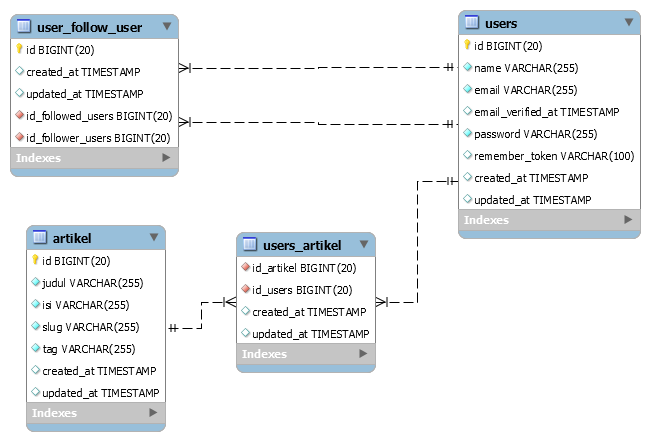 user_follow_user
id BIGINT(20)
created_at TIMESTAMP
updated_at TIMESTAMP
id_followed_users BIGINT(20)
id_follower_users BIGINT(20)
Indexes
users
id BIGINT(20)
name VARCHAR(255)
email VARCHAR(255)
email_verified_at TIMESTAMP
password VARCHAR(255)
remember_token VARCHAR(100)
created_at TIMESTAMP
updated_at TIMESTAMP
Indexes
artikel
id BIGINT(20)
judul VARCHAR(255)
isi VARCHAR(255)
slug VARCHAR(255)
tag VARCHAR(255)
created_at TIMESTAMP
updated_at TIMESTAMP
Indexes
users_artikel
id_artikel BIGINT(20)
id_users BIGINT(20)
created_at TIMESTAMP
updated_at TIMESTAMP
Indexes